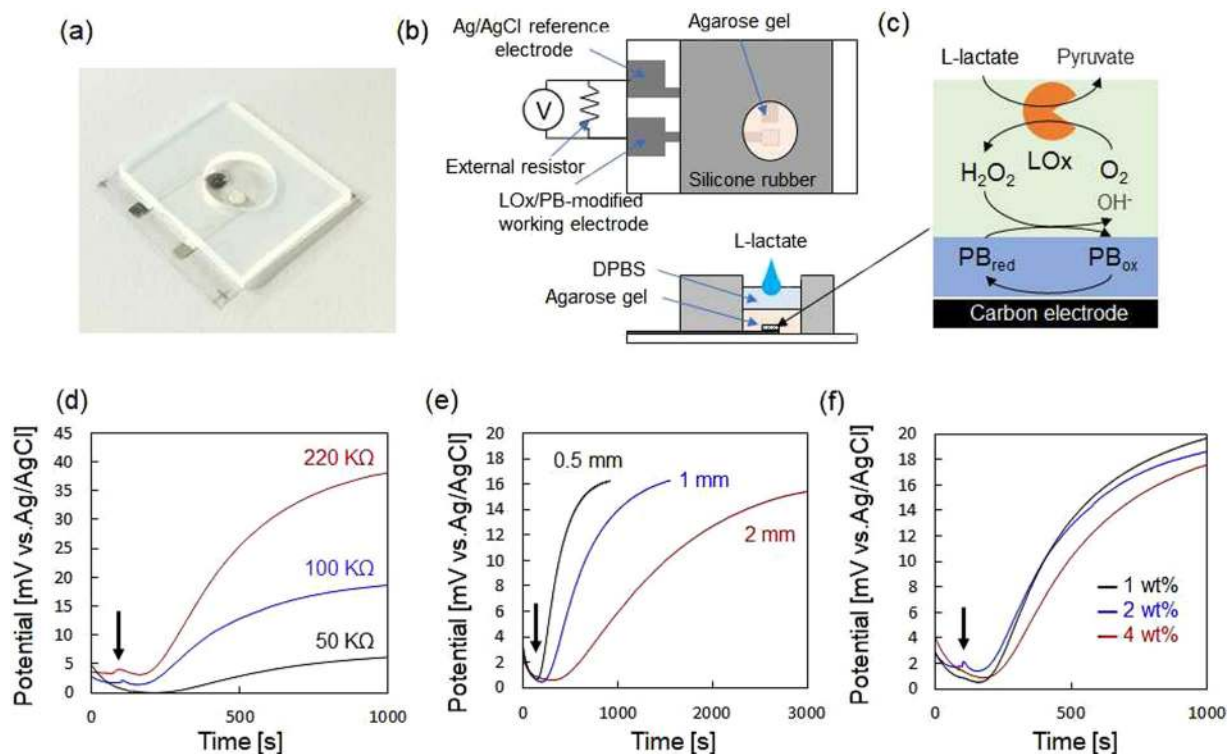 (a)
(b)
Ag/AgCl reference
electrode
Agarose gel
V
External resistor
LOx/PB-modified
working electrode
Silicone rubber
L-lactate
DPBS
Agarose gel
(c)
L-lactate
Pyruvate
LOx
H2O2
O2
OH-
PBred
PBox
Carbon electrode
(d)
Potential [mV vs.Ag/AgCl]
45
40
35
30
25
20
15
10
5
0
220 KΩ
100 KΩ
50 KΩ
0
500
1000
Time [s]
(e)
Potential [mV vs.Ag/AgCl]
20
18
16
14
12
10
8
6
4
2
0
0.5 mm
1 mm
2 mm
0
1000
2000
3000
Time [s]
(f)
Potential [mV vs.Ag/AgCl]
20
18
16
14
12
10
8
6
4
2
0
1 wt%
2 wt%
4 wt%
0
500
1000
Time [s]